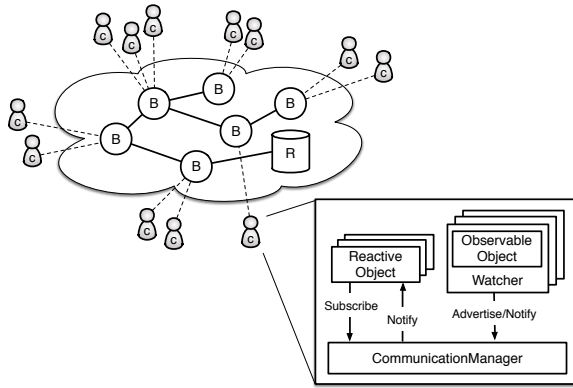 c
c
c
c
c
c
c
B
B
B
c
B
B
c
R
B
c
c
c
Reactive
Object
Observable
Object
Watcher
Subscribe
Notify
Advertise/Notify
CommunicationManager